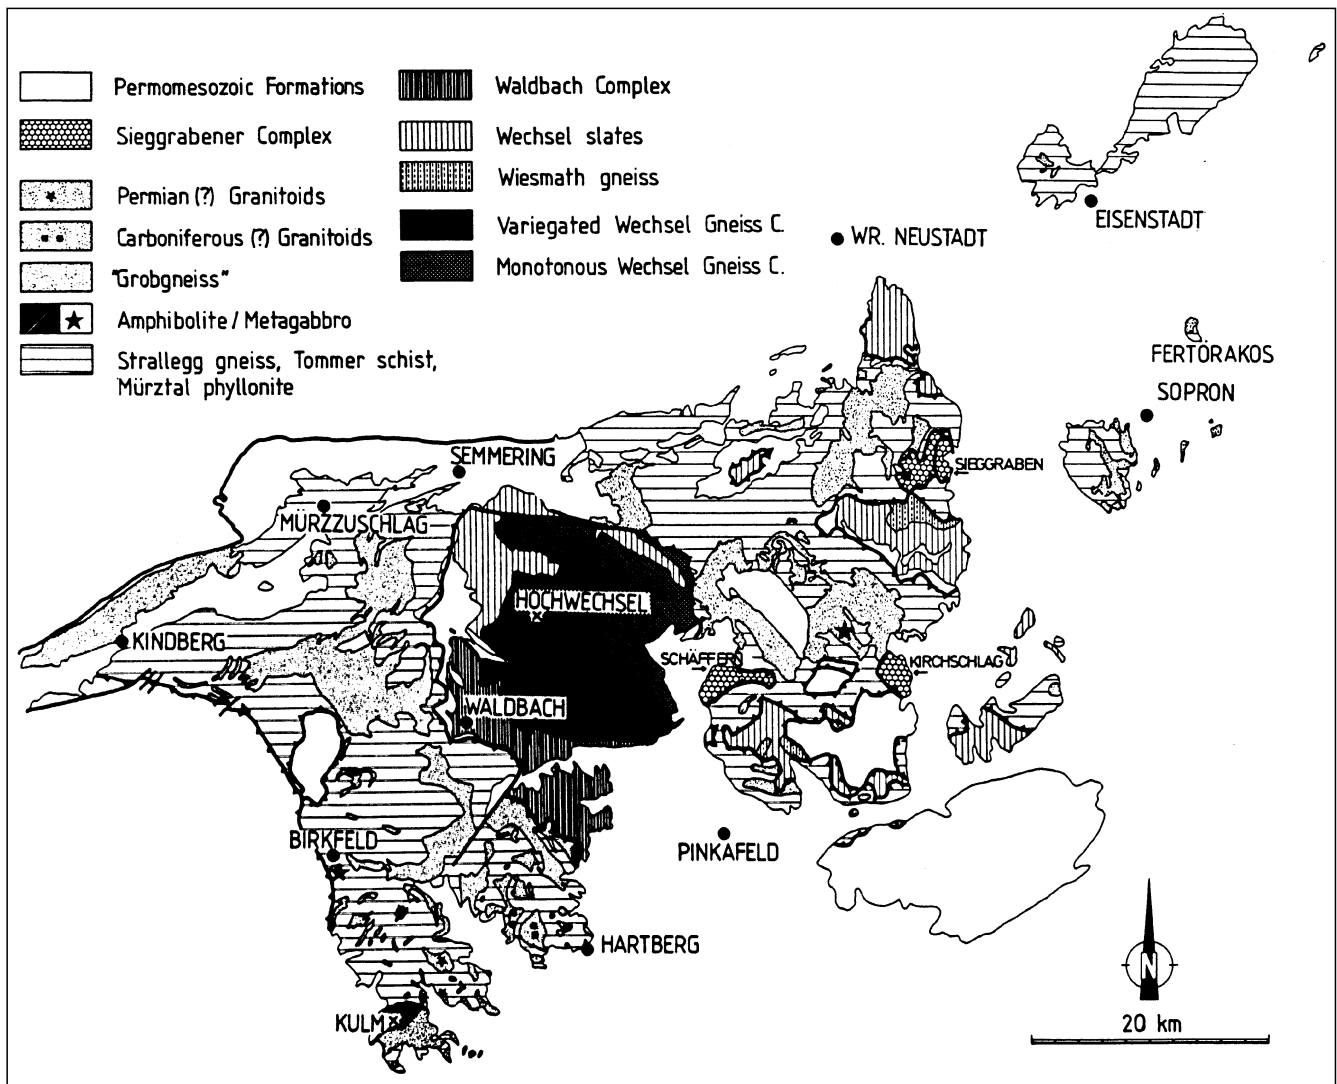 Permomesozoic Formations
Sieggrabener Complex
Permian (?) Granitoids
Carboniferous (?) Granitoids
"Grobgneiss"
Amphibolite / Metagabbro
Strallegg gneiss, Tommer schist,
Mürztal phyllonite
Waldbach Complex
Wechsel slates
Wiesmath gneiss
Variegated Wechsel Gneiss C.
Monotonous Wechsel Gneiss C.
EISENSTADT
WR. NEUSTADT
FERTÖRAKOS
SOPRON
SEMMERING
SIEGGRABEN
MÜRZZUSCHLAG
HOCHWECHSEL
KINDBERG
SCHÄFFERN
KIRCHSCHLAG
WALDBACH
BIRKFELD
PINKAFELD
HARTBERG
KULM
N
20 km